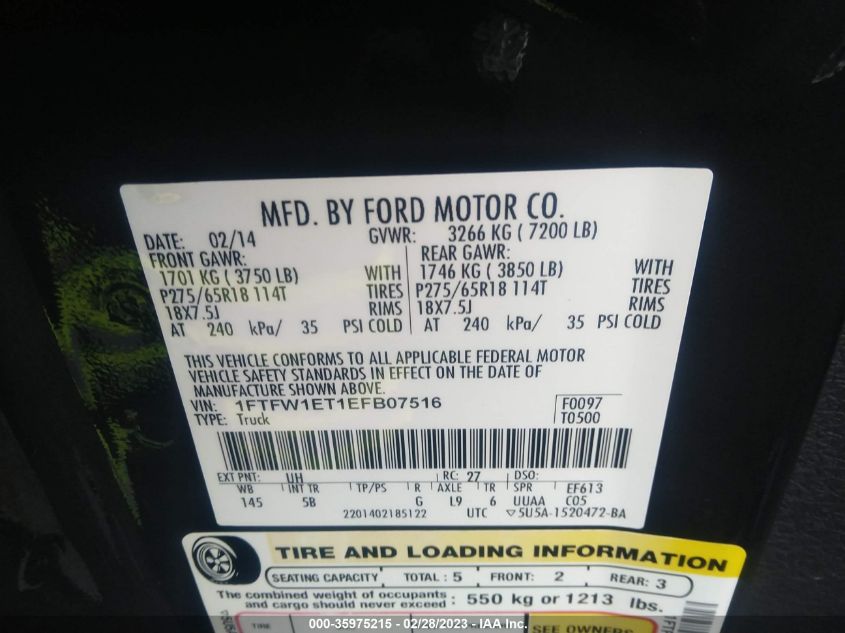 MFD. BY FORD MOTOR CO.
DATE: 02/14 GVWR: 3266 KG ( 7200 LB)
FRONT GAWR: REAR GAWR:
1701 KG ( 3750 LB) WITH 1746 KG ( 3850 LB) WITH
P275/65R18 114T TIRES P275/65R18 114T TIRES
18X7.5J RIMS 18X7.5J RIMS
AT 240 kPa/ 35 PSI COLD AT 240 kPa/ 35 PSI COLD
THIS VEHICLE CONFORMS TO ALL APPLICABLE FEDERAL MOTOR
VEHICLE SAFETY STANDARDS IN EFFECT ON THE DATE OF
MANUFACTURE SHOWN ABOVE.
VIN: 1FTFW1ET1EFB07516 F0097
TYPE: Truck T0500
EXT PNT: UH RC: 27 DSO:
WB INT TR TP/PS R AXLE TR SPR EF613
145 5B G L9 6 UUAA C05
2201402185122 UTC ▽5U5A-1520472-BA
TIRE AND LOADING INFORMATION
SEATING CAPACITY TOTAL : 5 FRONT: 2 REAR: 3
The combined weight of occupants
and cargo should never exceed : 550 kg or 1213 lbs.
TIRE SEE OWNERS
000-35975215 - 02/28/2023 - IAA Inc.